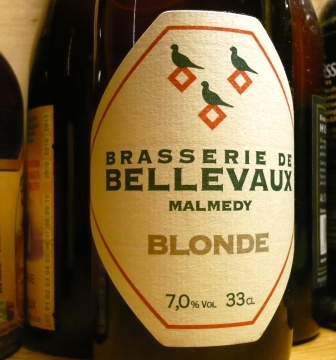 BRASSERIE DE
BELLEVAUX
MALMEDY
BLONDE
7,0% VOL 33CL